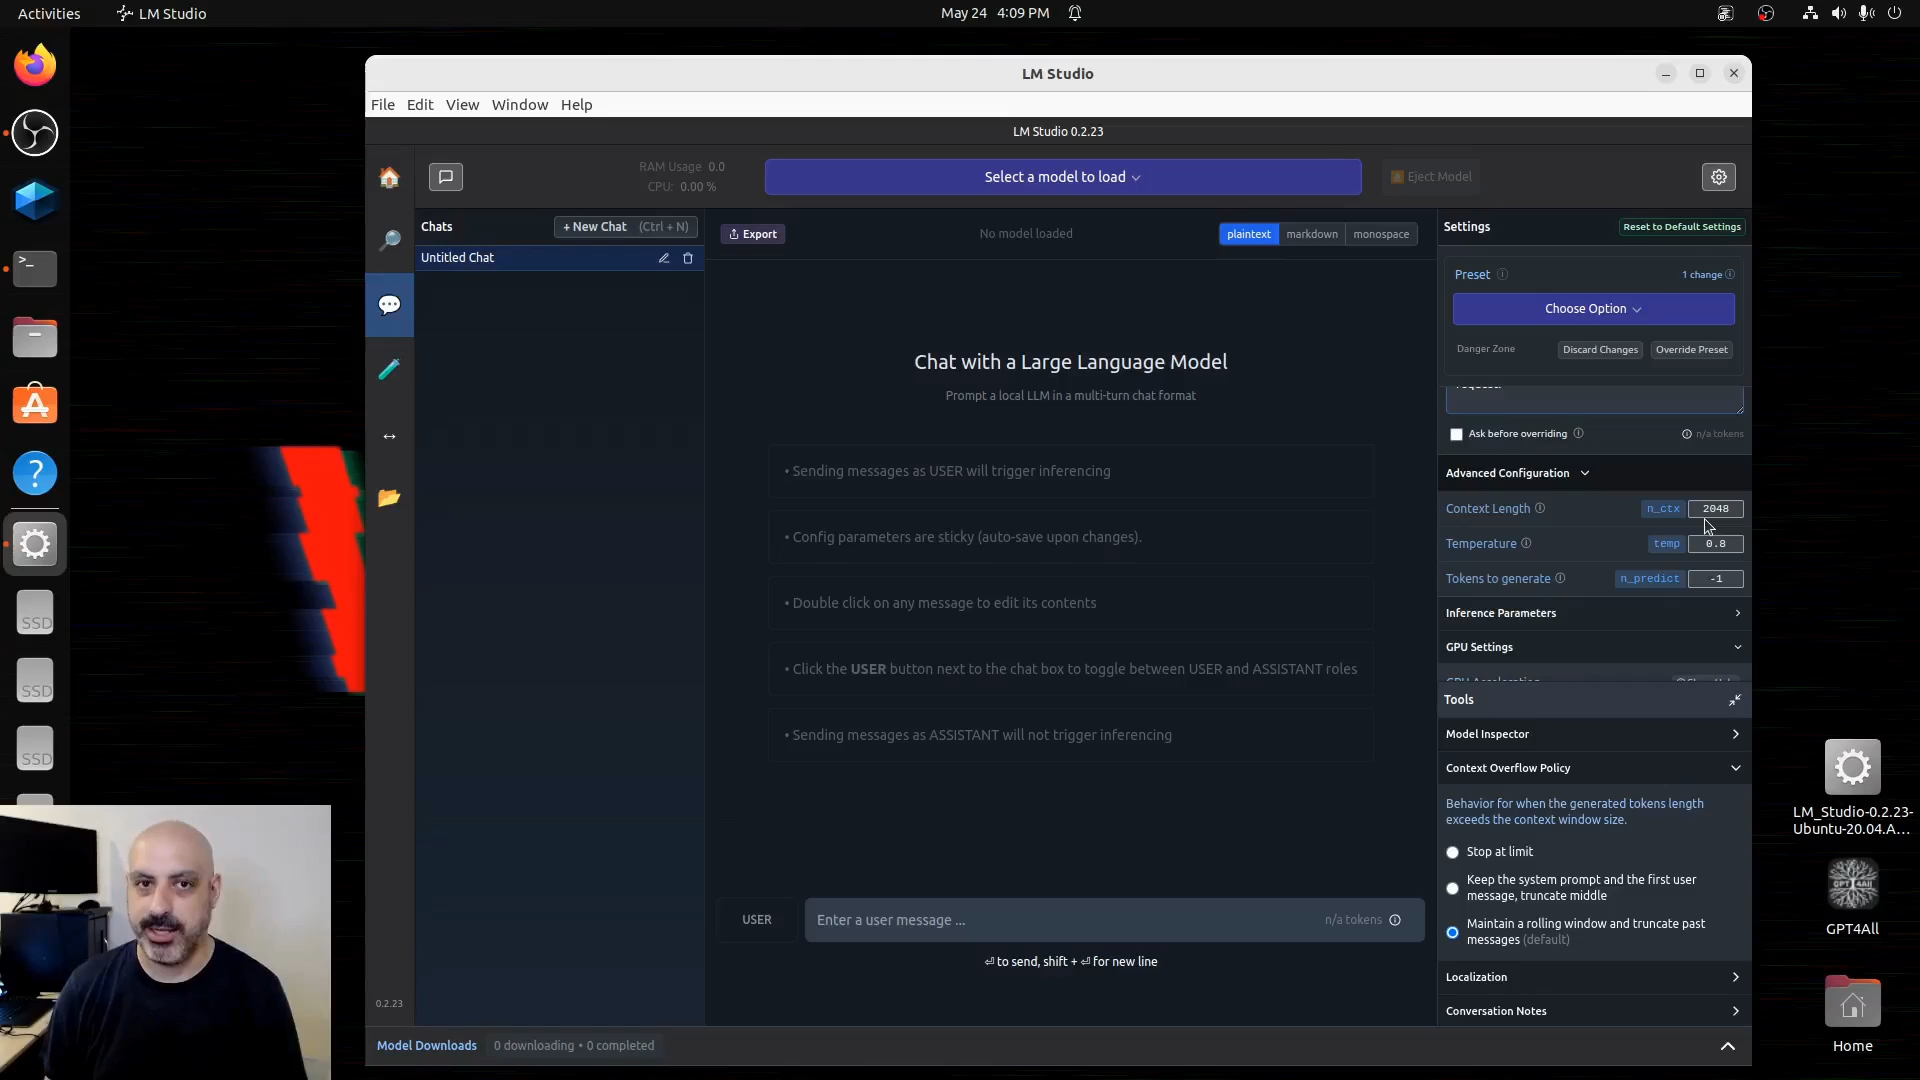 Activities
LM Studio
May 24 4:09 PM
LM Studio
File Edit View Window Help
LM Studio 0.2.23
RAM Usage 0.0
CPU: 0.00 %
Select a model to load
Eject Model
Chats
+ New Chat (Ctrl + N)
Untitled Chat
Export
No model loaded
plaintext markdown monospace
Chat with a Large Language Model
Prompt a local LLM in a multi-turn chat format
• Sending messages as USER will trigger inferencing
• Config parameters are sticky (auto-save upon changes).
• Double click on any message to edit its contents
• Click the USER button next to the chat box to toggle between USER and ASSISTANT roles
• Sending messages as ASSISTANT will not trigger inferencing
USER
Enter a user message ...
n/a tokens
⏎ to send, shift + ⏎ for new line
Settings
Reset to Default Settings
Preset
1 change
Choose Option
Danger Zone
Discard Changes
Override Preset
Ask before overriding
n/a tokens
Advanced Configuration
Context Length n_ctx 2048
Temperature temp 0.8
Tokens to generate n_predict -1
Inference Parameters
GPU Settings
Tools
Model Inspector
Context Overflow Policy
Behavior for when the generated tokens length
exceeds the context window size.
Stop at limit
Keep the system prompt and the first user
message, truncate middle
Maintain a rolling window and truncate past
messages (default)
Localization
Conversation Notes
0.2.23
Model Downloads
0 downloading • 0 completed
SSD
SSD
SSD
LM_Studio-0.2.23-
Ubuntu-20.04.A...
GPT4All
GPT4All
Home